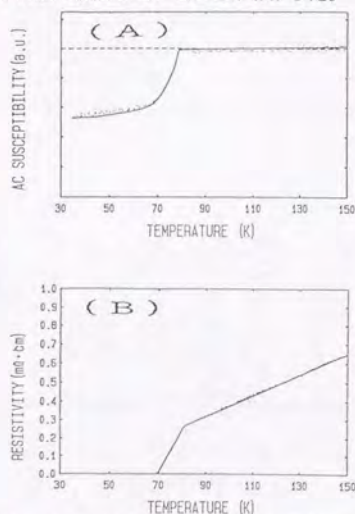 ( A )
AC SUSCEPTIBILITY (a.u.)
30 50 70 90 110 130 150
TEMPERATURE (K)
( B )
1.0
0.9
0.8
0.7
0.6
0.5
0.4
0.3
0.2
0.1
0.0
RESISTIVITY (mΩ·cm)
30 50 70 90 110 130 150
TEMPERATURE (K)